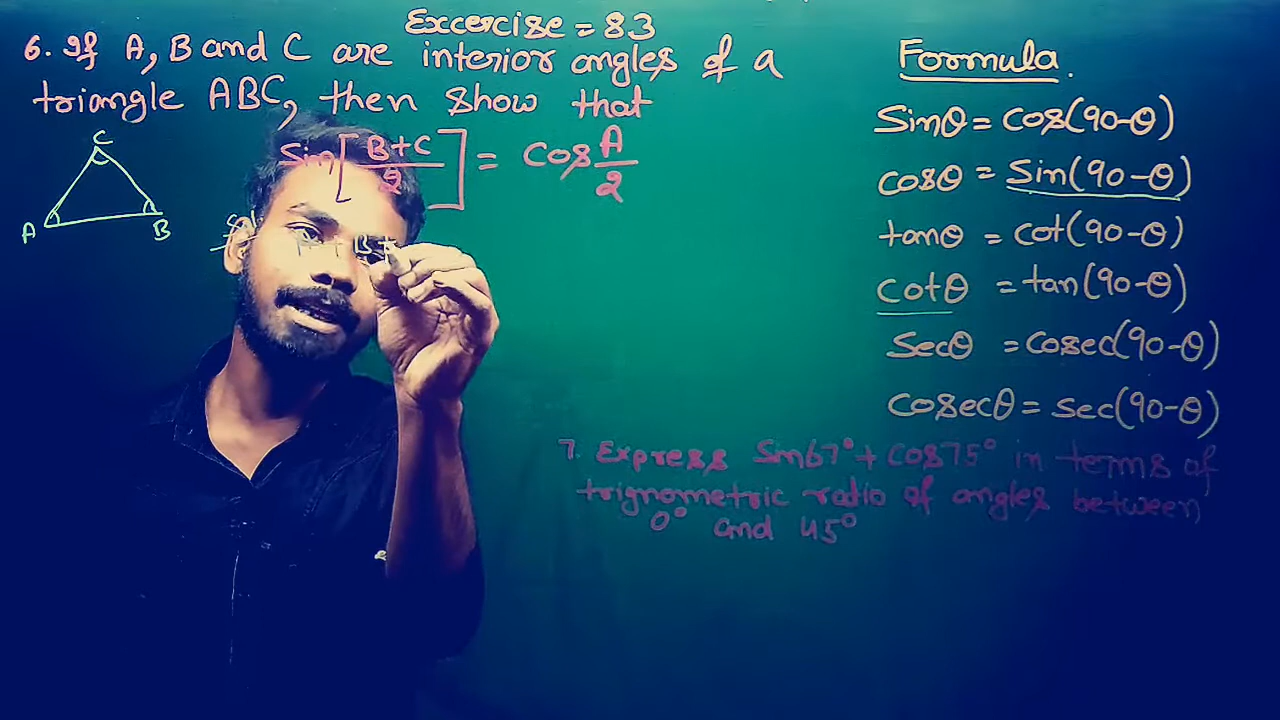 Excercise = 8.3
6. If A, B and C are interior angles of a
triangle ABC, then show that
Sin[B+C/2] = Cos A/2
C
A
B
A + B +
Formula.
Sinθ = cos(90-θ)
cosθ = Sin(90-θ)
tanθ = cot(90-θ)
cotθ = tan(90-θ)
Secθ = Cosec(90-θ)
Cosecθ = sec(90-θ)
7. Express Sin67° + Cos75° in terms of
trignometric ratio of angles between
0° and 45°